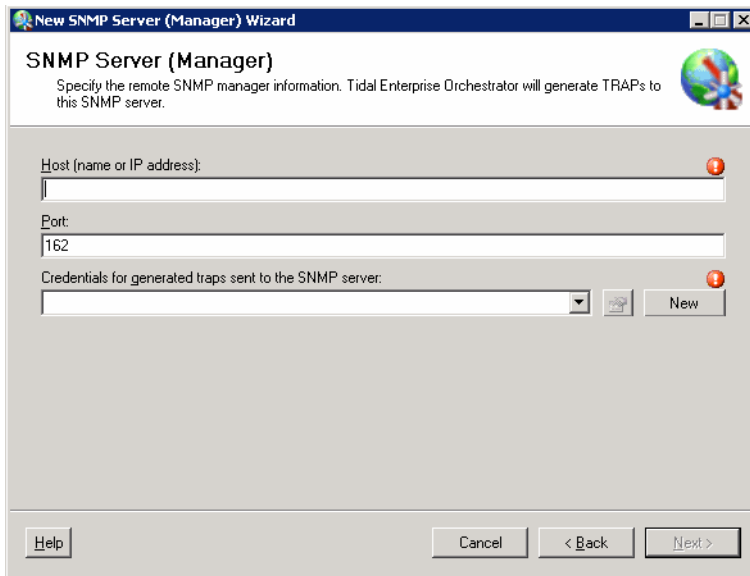 New SNMP Server (Manager) Wizard
SNMP Server (Manager)
Specify the remote SNMP manager information. Tidal Enterprise Orchestrator will generate TRAPs to
this SNMP server.
Host (name or IP address):
Port:
162
Credentials for generated traps sent to the SNMP server:
New
Help
Cancel
< Back
Next >